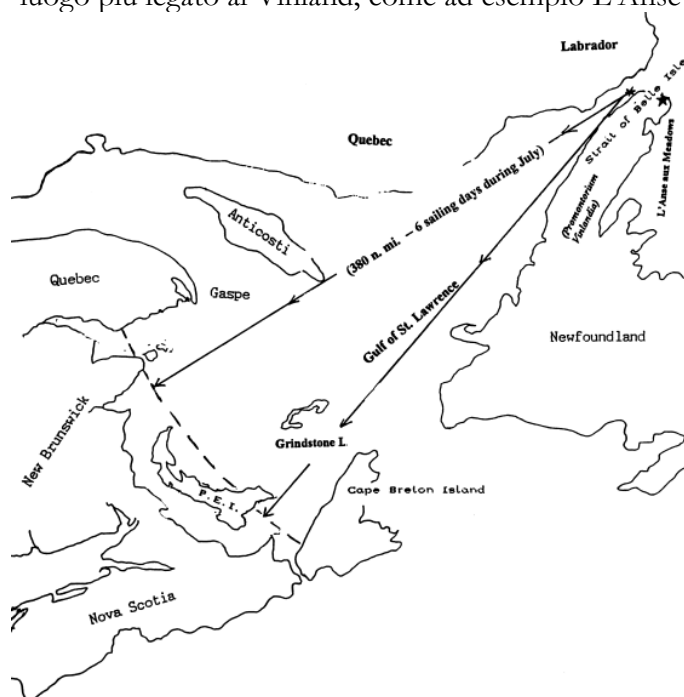 luogo più legato al Vinland, come ad esempio L'Anse
Labrador
Strait of Belle Isle
Quebec
L'Anse aux Meadows
(Promontorium
Vinlandia)
(380 n. mi. – 6 sailing days during July)
Anticosti
Quebec
Gaspe
Gulf of St. Lawrence
Newfoundland
New Brunswick
Grindstone I.
P.E.I.
Cape Breton Island
Nova Scotia